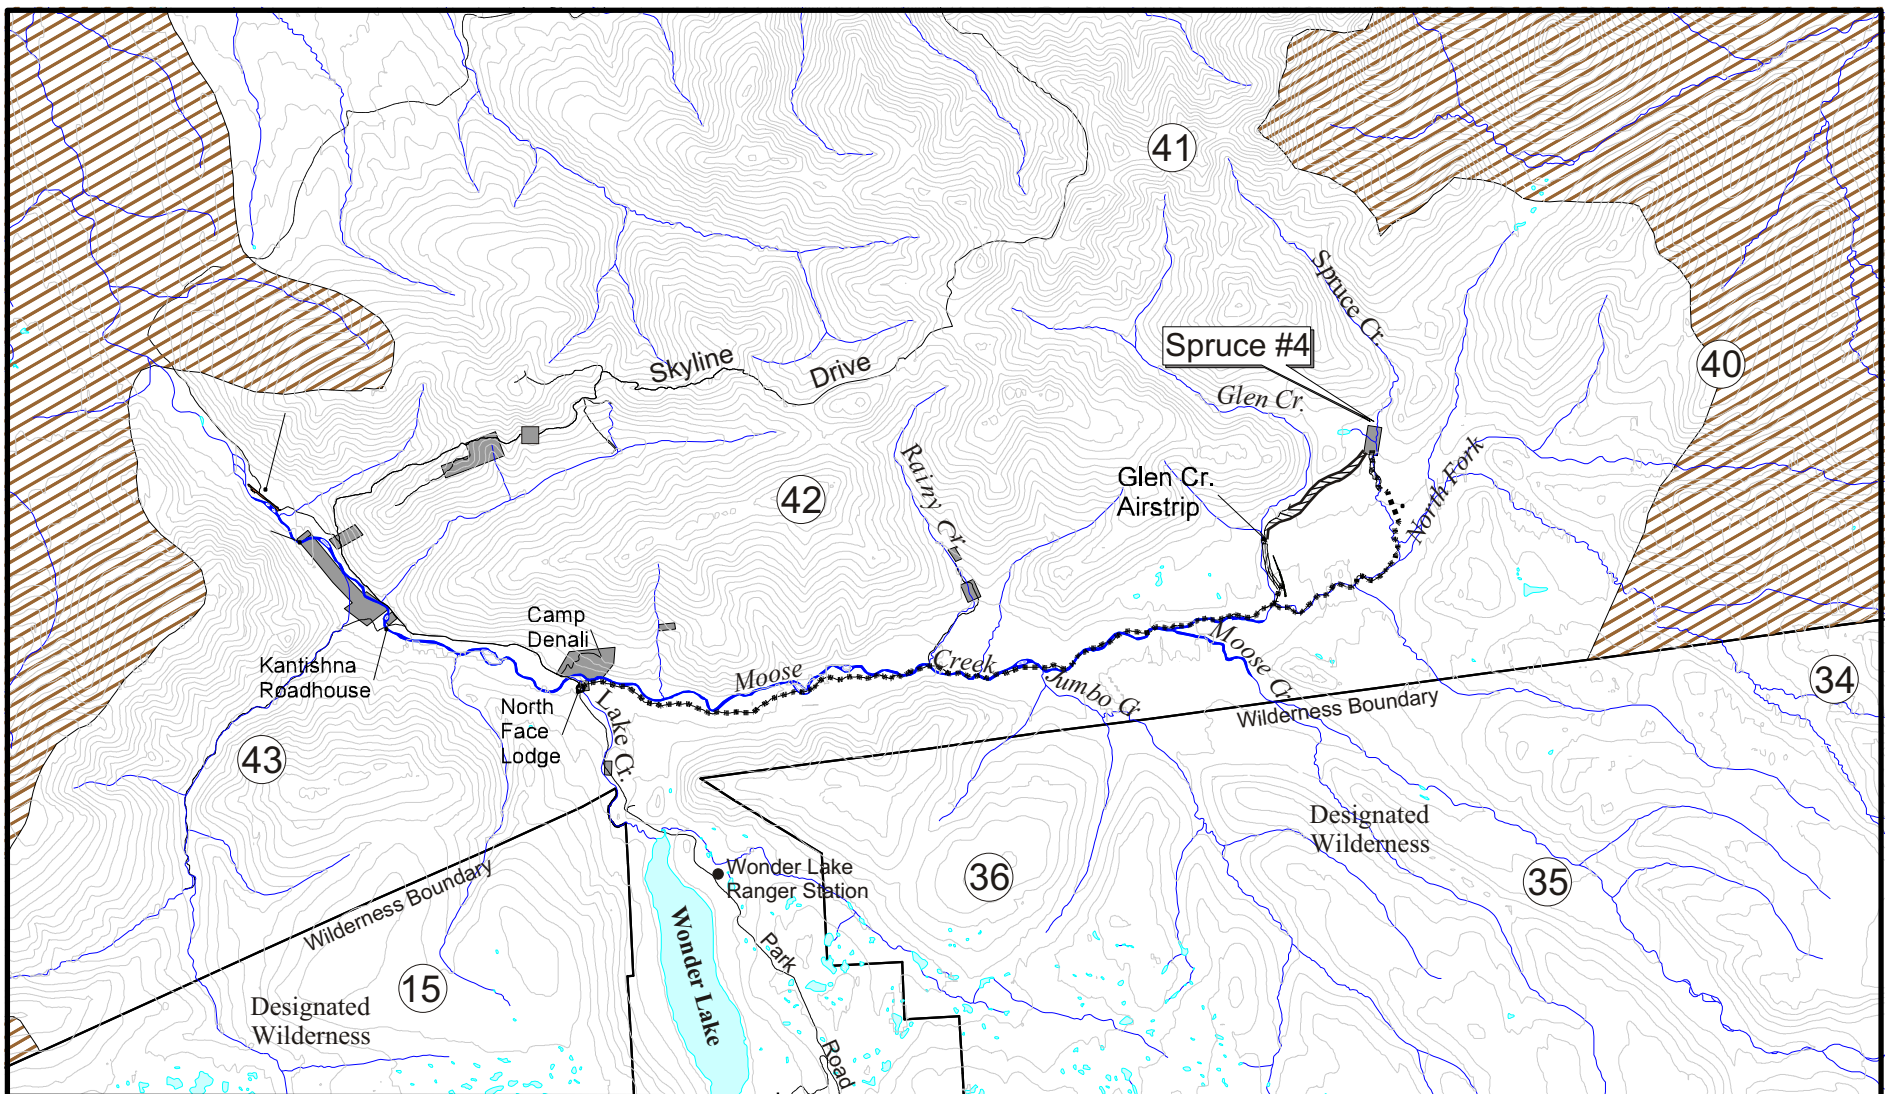 41
Spruce Cr.
Spruce #4
40
Skyline
Drive
Glen Cr.
Rainy Cr.
North Fork
Glen Cr.
Airstrip
42
Camp
Denali
Kantishna
Roadhouse
Moose
Creek
Moose Cr.
Jumbo G.
34
Wilderness Boundary
North
Face
Lodge
Lake Cr.
43
Designated
Wilderness
Wonder Lake
Ranger Station
36
35
Wilderness Boundary
Wonder Lake
Park
Road
15
Designated
Wilderness